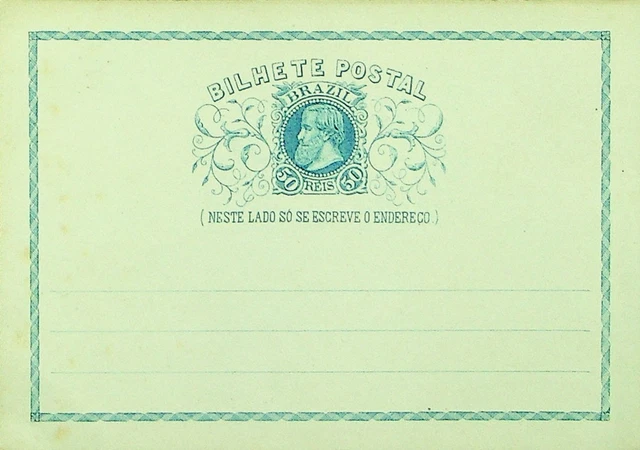 BILHETE POSTAL
BRAZIL
50 REIS 50
( NESTE LADO SÓ SE ESCREVE O ENDEREÇO.)